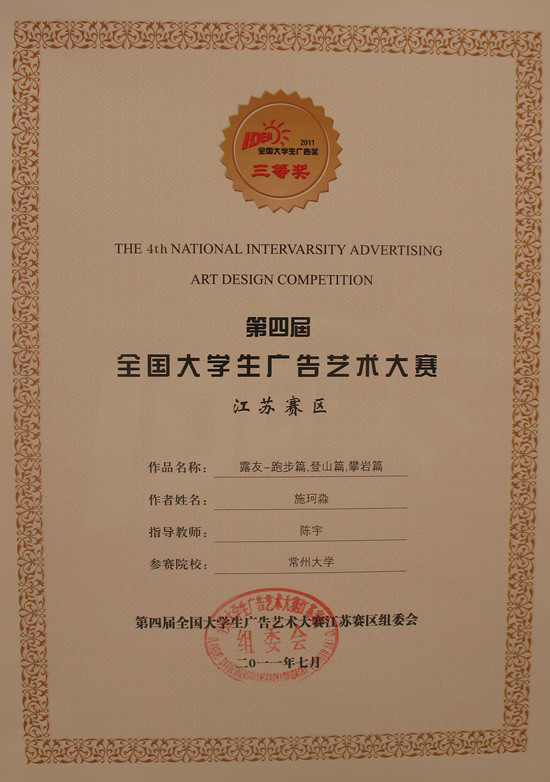 IDEA
2011
全国大学生广告奖
三等奖
THE 4th NATIONAL INTERVARSITY ADVERTISING
ART DESIGN COMPETITION
第四届
全国大学生广告艺术大赛
江苏赛区
作品名称： 露友-跑步篇,登山篇,攀岩篇
作者姓名： 施珂淼
指导教师： 陈宇
参赛院校： 常州大学
第四届全国大学生广告艺术大赛江苏赛区组委会
组委会
二〇一一年七月